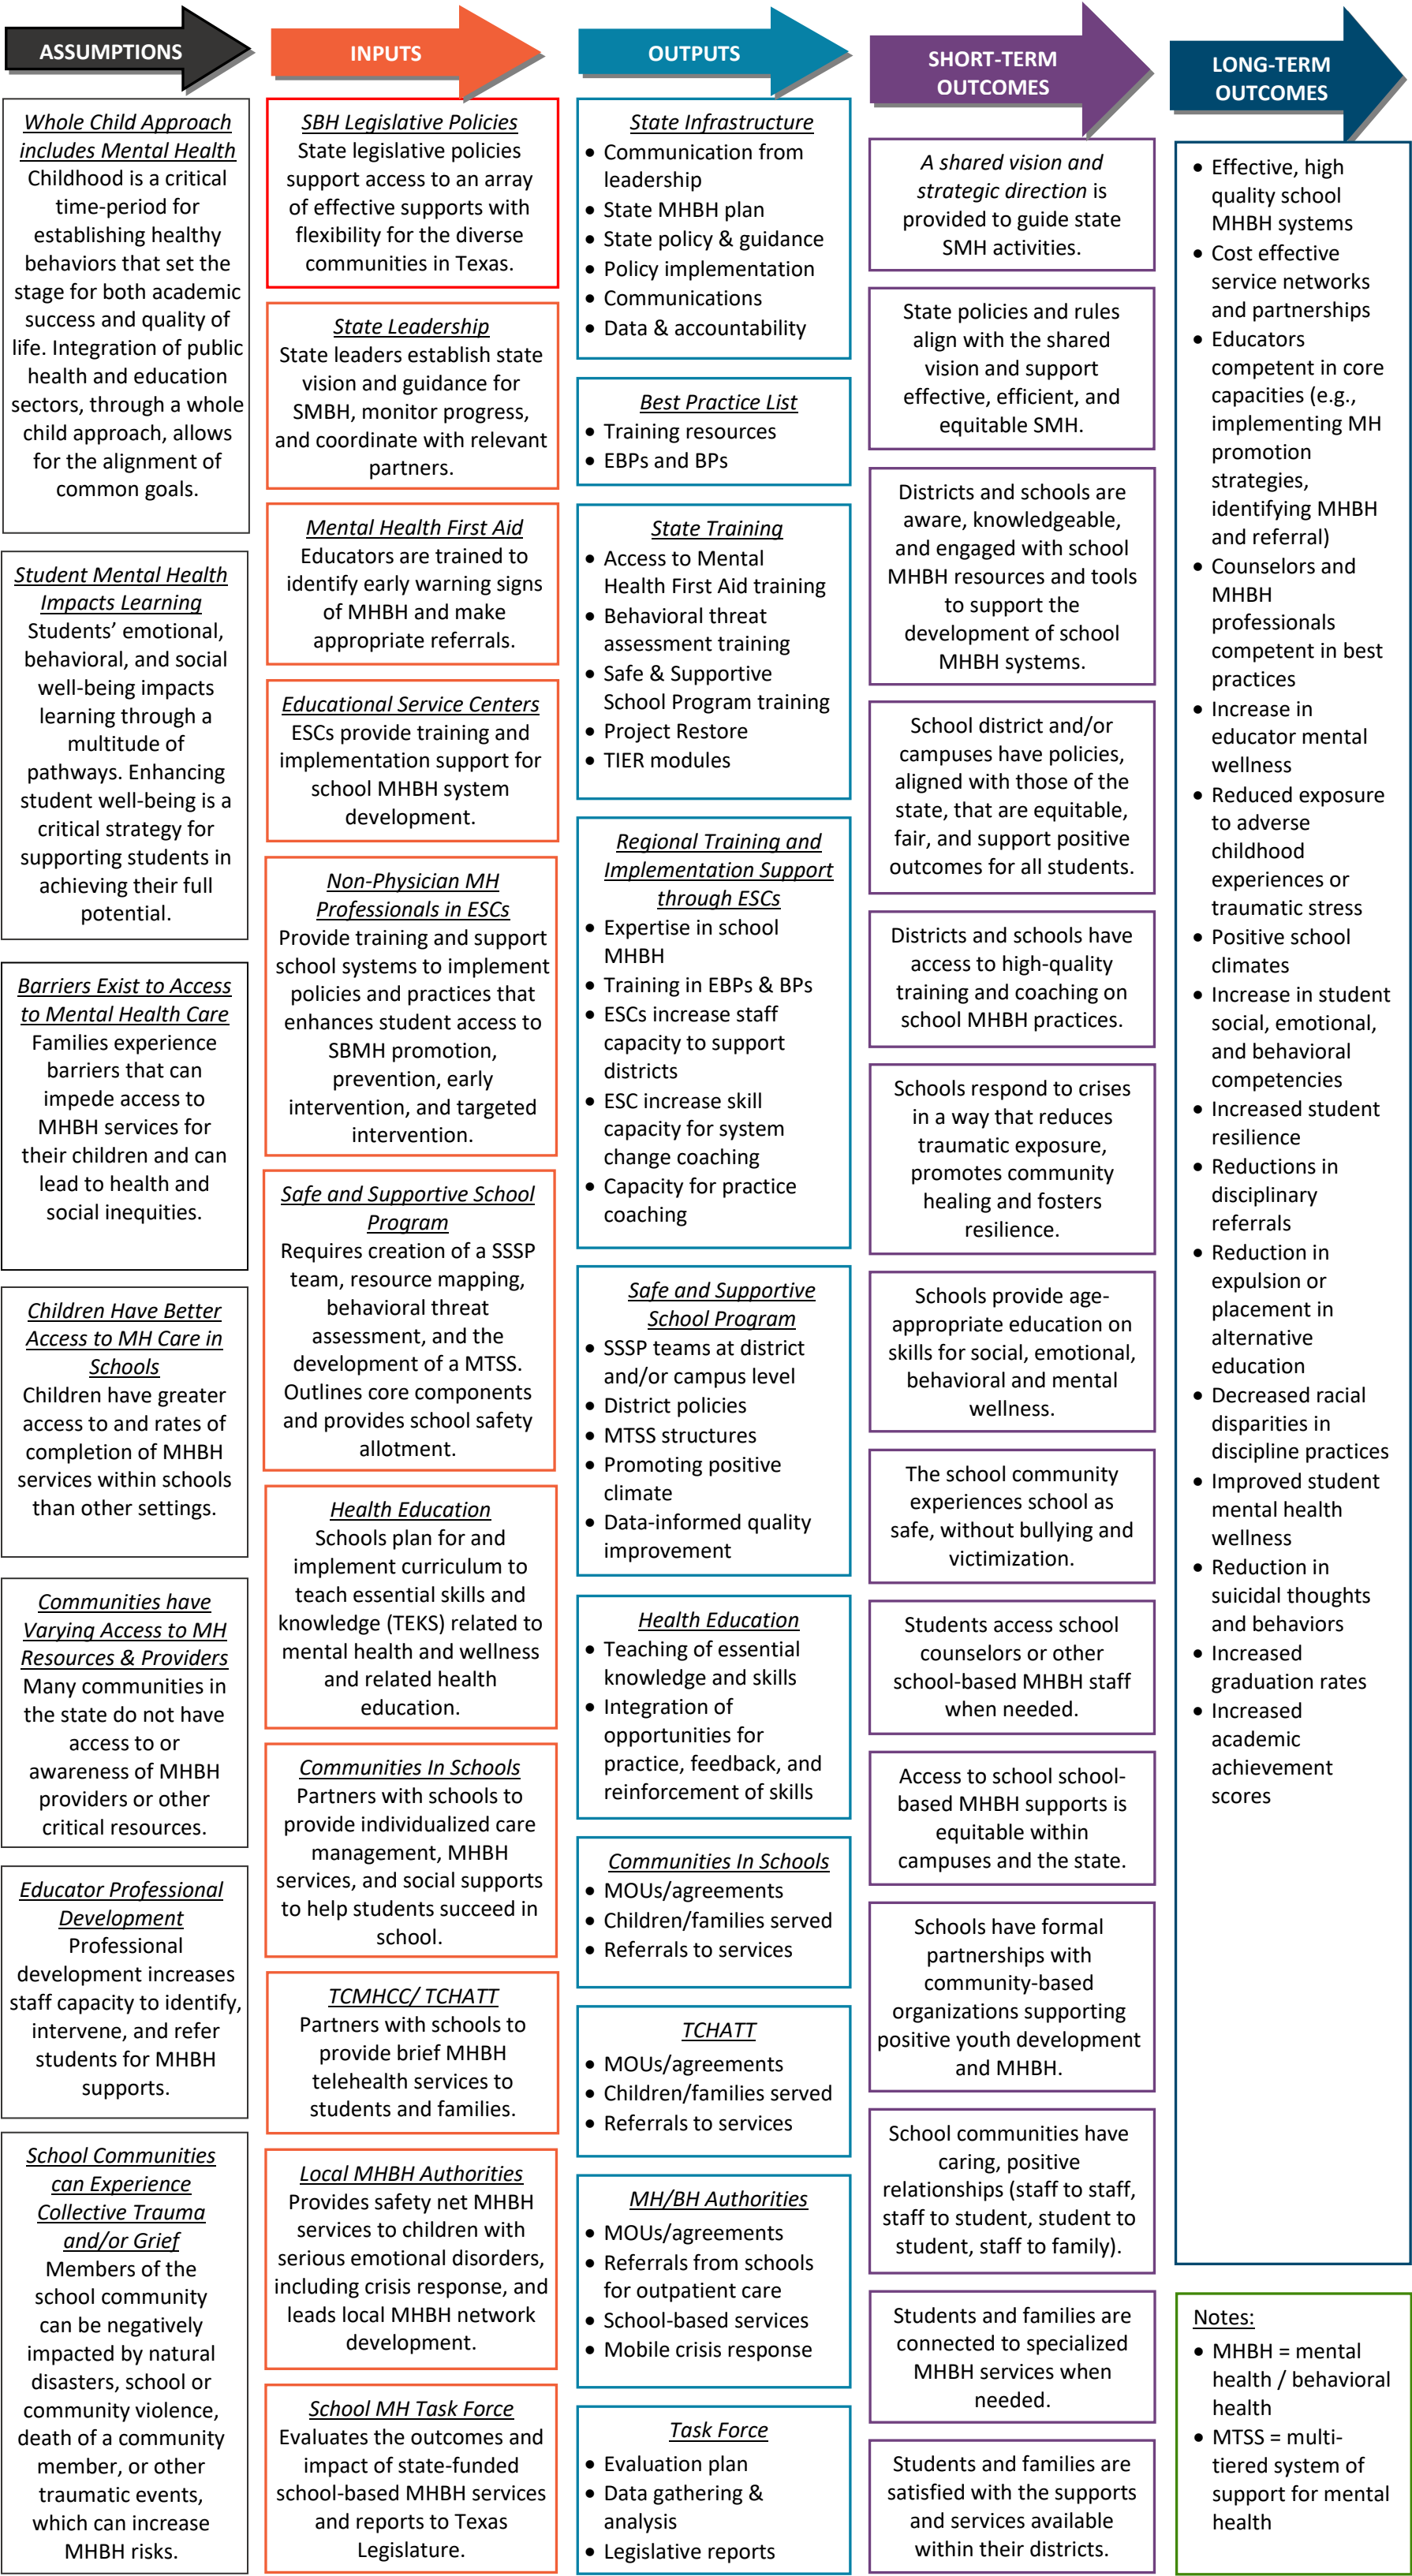 ASSUMPTIONS
Whole Child Approach
includes Mental Health
Childhood is a critical
time-period for
establishing healthy
behaviors that set the
stage for both academic
success and quality of
life. Integration of public
health and education
sectors, through a whole
child approach, allows
for the alignment of
common goals.
Student Mental Health
Impacts Learning
Students’ emotional,
behavioral, and social
well-being impacts
learning through a
multitude of
pathways. Enhancing
student well-being is a
critical strategy for
supporting students in
achieving their full
potential.
Barriers Exist to Access
to Mental Health Care
Families experience
barriers that can
impede access to
MHBH services for
their children and can
lead to health and
social inequities.
Children Have Better
Access to MH Care in
Schools
Children have greater
access to and rates of
completion of MHBH
services within schools
than other settings.
Communities have
Varying Access to MH
Resources & Providers
Many communities in
the state do not have
access to or
awareness of MHBH
providers or other
critical resources.
Educator Professional
Development
Professional
development increases
staff capacity to identify,
intervene, and refer
students for MHBH
supports.
School Communities
can Experience
Collective Trauma
and/or Grief
Members of the
school community
can be negatively
impacted by natural
disasters, school or
community violence,
death of a community
member, or other
traumatic events,
which can increase
MHBH risks.
INPUTS
SBH Legislative Policies
State legislative policies
support access to an array
of effective supports with
flexibility for the diverse
communities in Texas.
State Leadership
State leaders establish state
vision and guidance for
SMBH, monitor progress,
and coordinate with relevant
partners.
Mental Health First Aid
Educators are trained to
identify early warning signs
of MHBH and make
appropriate referrals.
Educational Service Centers
ESCs provide training and
implementation support for
school MHBH system
development.
Non-Physician MH
Professionals in ESCs
Provide training and support
school systems to implement
policies and practices that
enhances student access to
SBMH promotion,
prevention, early
intervention, and targeted
intervention.
Safe and Supportive School
Program
Requires creation of a SSSP
team, resource mapping,
behavioral threat
assessment, and the
development of a MTSS.
Outlines core components
and provides school safety
allotment.
Health Education
Schools plan for and
implement curriculum to
teach essential skills and
knowledge (TEKS) related to
mental health and wellness
and related health
education.
Communities In Schools
Partners with schools to
provide individualized care
management, MHBH
services, and social supports
to help students succeed in
school.
TCMHCC/ TCHATT
Partners with schools to
provide brief MHBH
telehealth services to
students and families.
Local MHBH Authorities
Provides safety net MHBH
services to children with
serious emotional disorders,
including crisis response, and
leads local MHBH network
development.
School MH Task Force
Evaluates the outcomes and
impact of state-funded
school-based MHBH services
and reports to Texas
Legislature.
OUTPUTS
State Infrastructure
• Communication from
leadership
• State MHBH plan
• State policy & guidance
• Policy implementation
• Communications
• Data & accountability
Best Practice List
• Training resources
• EBPs and BPs
State Training
• Access to Mental
Health First Aid training
• Behavioral threat
assessment training
• Safe & Supportive
School Program training
• Project Restore
• TIER modules
Regional Training and
Implementation Support
through ESCs
• Expertise in school
MHBH
• Training in EBPs & BPs
• ESCs increase staff
capacity to support
districts
• ESC increase skill
capacity for system
change coaching
• Capacity for practice
coaching
Safe and Supportive
School Program
• SSSP teams at district
and/or campus level
• District policies
• MTSS structures
• Promoting positive
climate
• Data-informed quality
improvement
Health Education
• Teaching of essential
knowledge and skills
• Integration of
opportunities for
practice, feedback, and
reinforcement of skills
Communities In Schools
• MOUs/agreements
• Children/families served
• Referrals to services
TCHATT
• MOUs/agreements
• Children/families served
• Referrals to services
MH/BH Authorities
• MOUs/agreements
• Referrals from schools
for outpatient care
• School-based services
• Mobile crisis response
Task Force
• Evaluation plan
• Data gathering &
analysis
• Legislative reports
SHORT-TERM
OUTCOMES
A shared vision and
strategic direction is
provided to guide state
SMH activities.
State policies and rules
align with the shared
vision and support
effective, efficient, and
equitable SMH.
Districts and schools are
aware, knowledgeable,
and engaged with school
MHBH resources and tools
to support the
development of school
MHBH systems.
School district and/or
campuses have policies,
aligned with those of the
state, that are equitable,
fair, and support positive
outcomes for all students.
Districts and schools have
access to high-quality
training and coaching on
school MHBH practices.
Schools respond to crises
in a way that reduces
traumatic exposure,
promotes community
healing and fosters
resilience.
Schools provide age-
appropriate education on
skills for social, emotional,
behavioral and mental
wellness.
The school community
experiences school as
safe, without bullying and
victimization.
Students access school
counselors or other
school-based MHBH staff
when needed.
Access to school school-
based MHBH supports is
equitable within
campuses and the state.
Schools have formal
partnerships with
community-based
organizations supporting
positive youth development
and MHBH.
School communities have
caring, positive
relationships (staff to staff,
staff to student, student to
student, staff to family).
Students and families are
connected to specialized
MHBH services when
needed.
Students and families are
satisfied with the supports
and services available
within their districts.
LONG-TERM
OUTCOMES
• Effective, high
quality school
MHBH systems
• Cost effective
service networks
and partnerships
• Educators
competent in core
capacities (e.g.,
implementing MH
promotion
strategies,
identifying MHBH
and referral)
• Counselors and
MHBH
professionals
competent in best
practices
• Increase in
educator mental
wellness
• Reduced exposure
to adverse
childhood
experiences or
traumatic stress
• Positive school
climates
• Increase in student
social, emotional,
and behavioral
competencies
• Increased student
resilience
• Reductions in
disciplinary
referrals
• Reduction in
expulsion or
placement in
alternative
education
• Decreased racial
disparities in
discipline practices
• Improved student
mental health
wellness
• Reduction in
suicidal thoughts
and behaviors
• Increased
graduation rates
• Increased
academic
achievement
scores
Notes:
• MHBH = mental
health / behavioral
health
• MTSS = multi-
tiered system of
support for mental
health